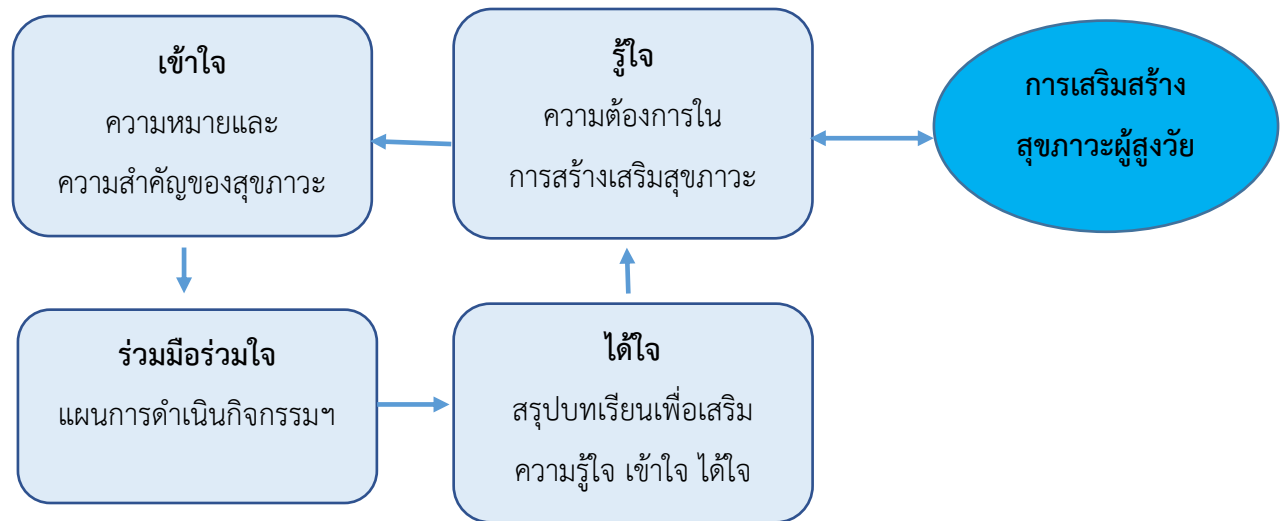 เข้าใจ
ความหมายและ
ความสำคัญของสุขภาวะ
รู้ใจ
ความต้องการใน
การสร้างเสริมสุขภาวะ
การเสริมสร้าง
สุขภาวะผู้สูงวัย
ร่วมมือร่วมใจ
แผนการดำเนินกิจกรรมฯ
ได้ใจ
สรุปบทเรียนเพื่อเสริม
ความรู้ใจ เข้าใจ ได้ใจ